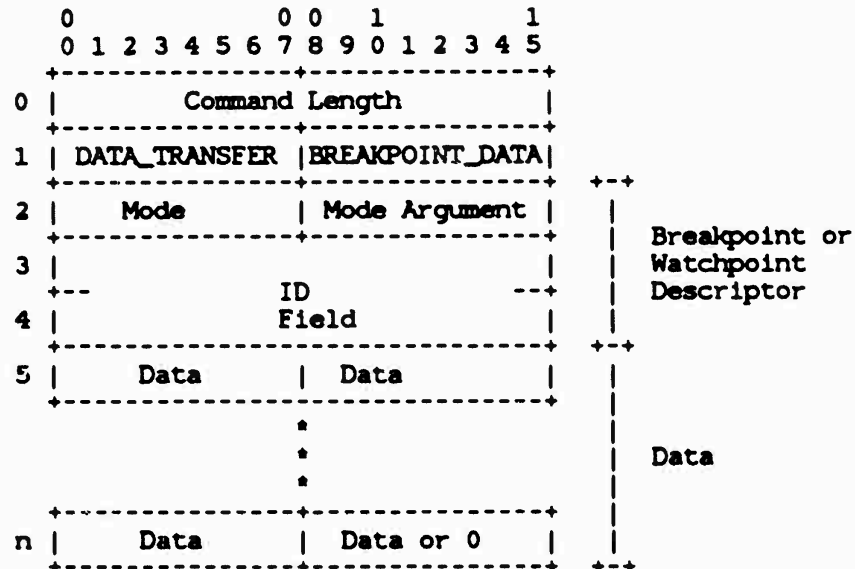 0 0 0 1 1
0 1 2 3 4 5 6 7 8 9 0 1 2 3 4 5
0 | Command Length |
1 | DATA_TRANSFER | BREAKPOINT_DATA|
2 | Mode | Mode Argument |
Breakpoint or
3 | | Watchpoint
+-- ID --+ Descriptor
4 | Field |
5 | Data | Data |
*
*
* Data
n | Data | Data or 0 |